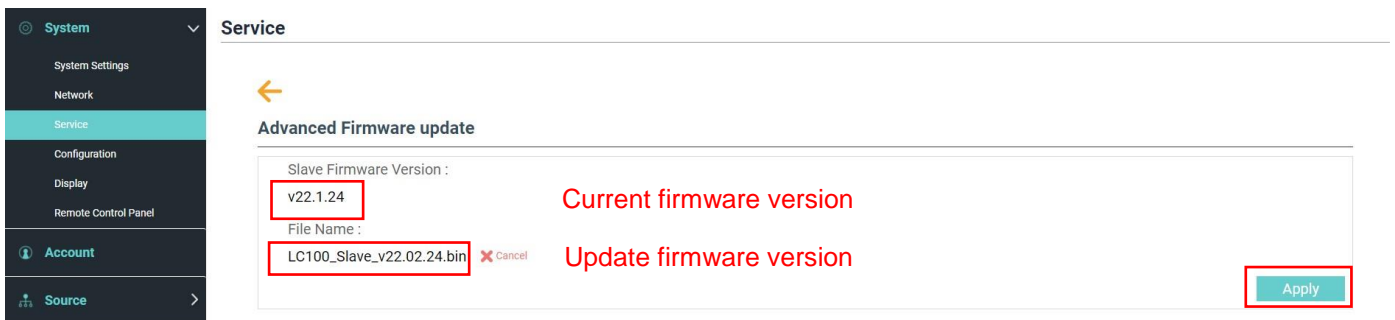 System
System Settings
Network
Service
Configuration
Display
Remote Control Panel
Account
Source
Service
Advanced Firmware update
Slave Firmware Version :
v22.1.24
Current firmware version
File Name :
LC100_Slave_v22.02.24.bin Cancel
Update firmware version
Apply